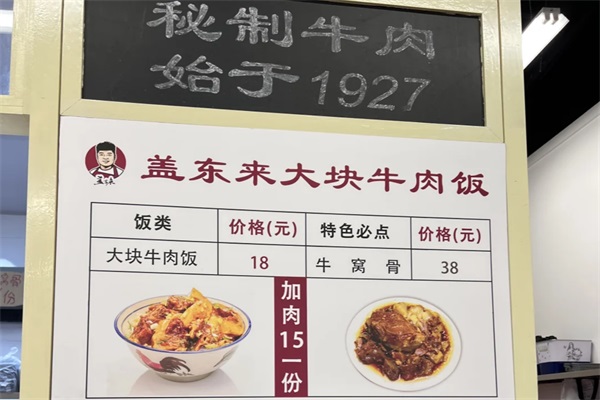 秘制牛肉
始于1927
盖东来大块牛肉饭
饭类 价格(元) 特色必点 价格(元)
大块牛肉饭 18 牛窝骨 38
加肉15一份